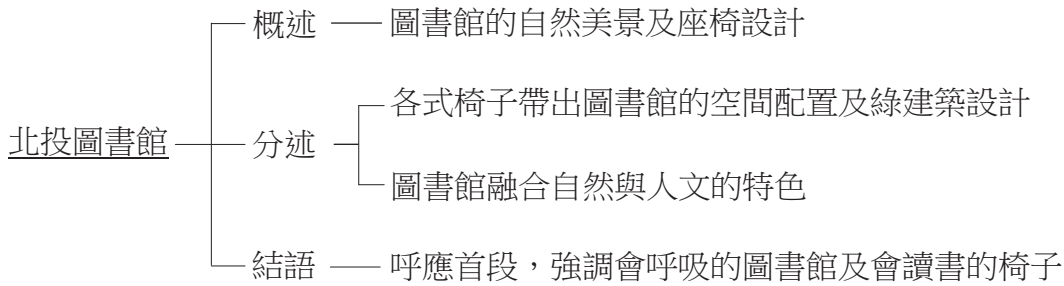 概述
圖書館的自然美景及座椅設計
各式椅子帶出圖書館的空間配置及綠建築設計
北投圖書館
分述
圖書館融合自然與人文的特色
結語
呼應首段，強調會呼吸的圖書館及會讀書的椅子